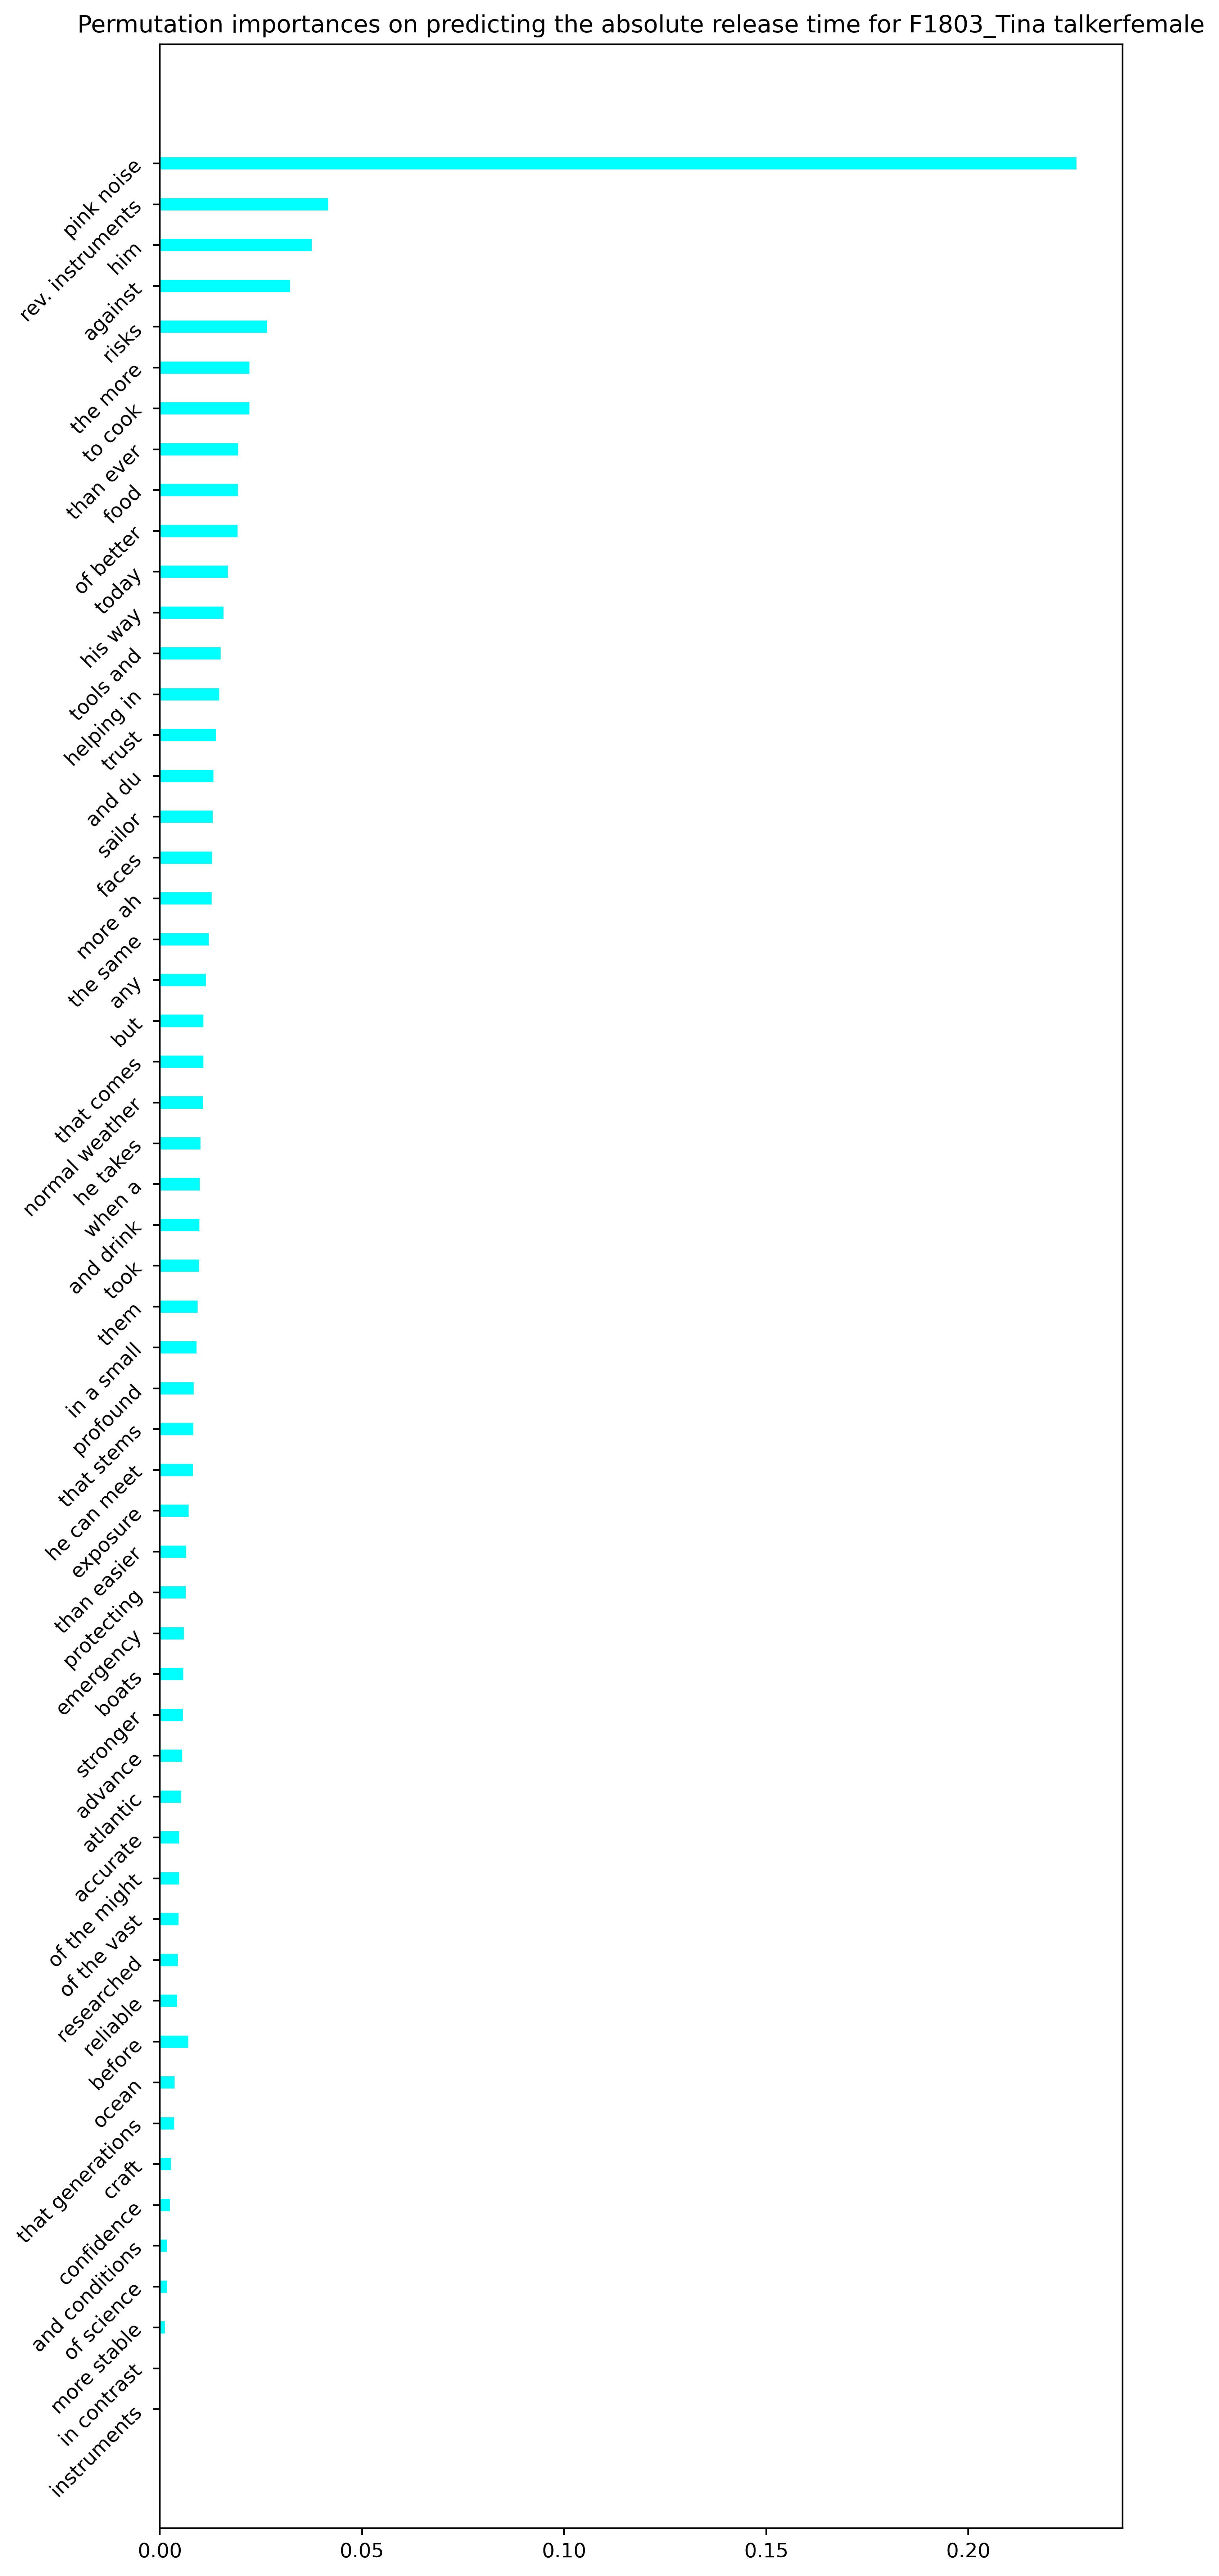 Permutation importances on predicting the absolute release time for F1803_Tina talkerfemale
pink noise
rev. instruments
him
against
risks
the more
to cook
than ever
food
of better
today
his way
tools and
helping in
trust
and du
sailor
faces
more ah
the same
any
but
that comes
normal weather
he takes
when a
and drink
took
them
in a small
profound
that stems
he can meet
exposure
than easier
protecting
emergency
boats
stronger
advance
atlantic
accurate
of the might
of the vast
researched
reliable
before
ocean
that generations
craft
confidence
and conditions
of science
more stable
in contrast
instruments
0.00 0.05 0.10 0.15 0.20